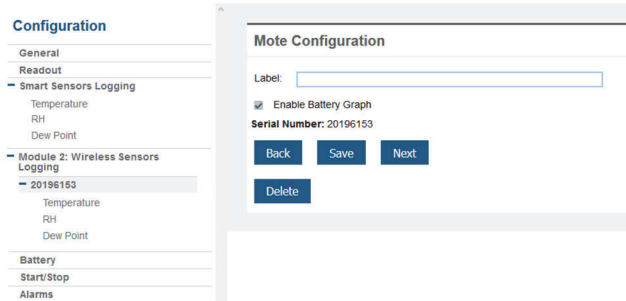 Configuration
General
Readout
Smart Sensors Logging
Temperature
RH
Dew Point
Module 2: Wireless Sensors
Logging
20196153
Temperature
RH
Dew Point
Battery
Start/Stop
Alarms
Mote Configuration
Label:
Enable Battery Graph
Serial Number: 20196153
Back Save Next
Delete